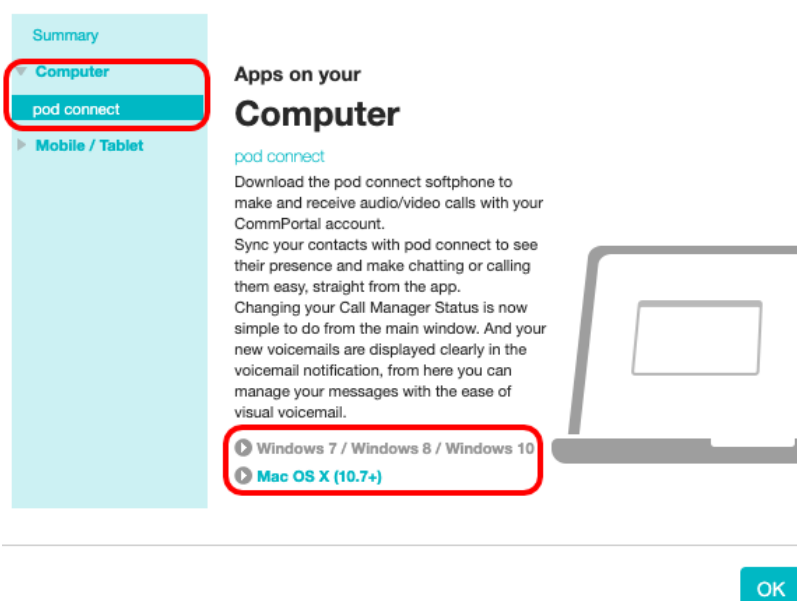 Summary
Computer
pod connect
Mobile / Tablet
Apps on your
Computer
pod connect
Download the pod connect softphone to
make and receive audio/video calls with your
CommPortal account.
Sync your contacts with pod connect to see
their presence and make chatting or calling
them easy, straight from the app.
Changing your Call Manager Status is now
simple to do from the main window. And your
new voicemails are displayed clearly in the
voicemail notification, from here you can
manage your messages with the ease of
visual voicemail.
Windows 7 / Windows 8 / Windows 10
Mac OS X (10.7+)
OK